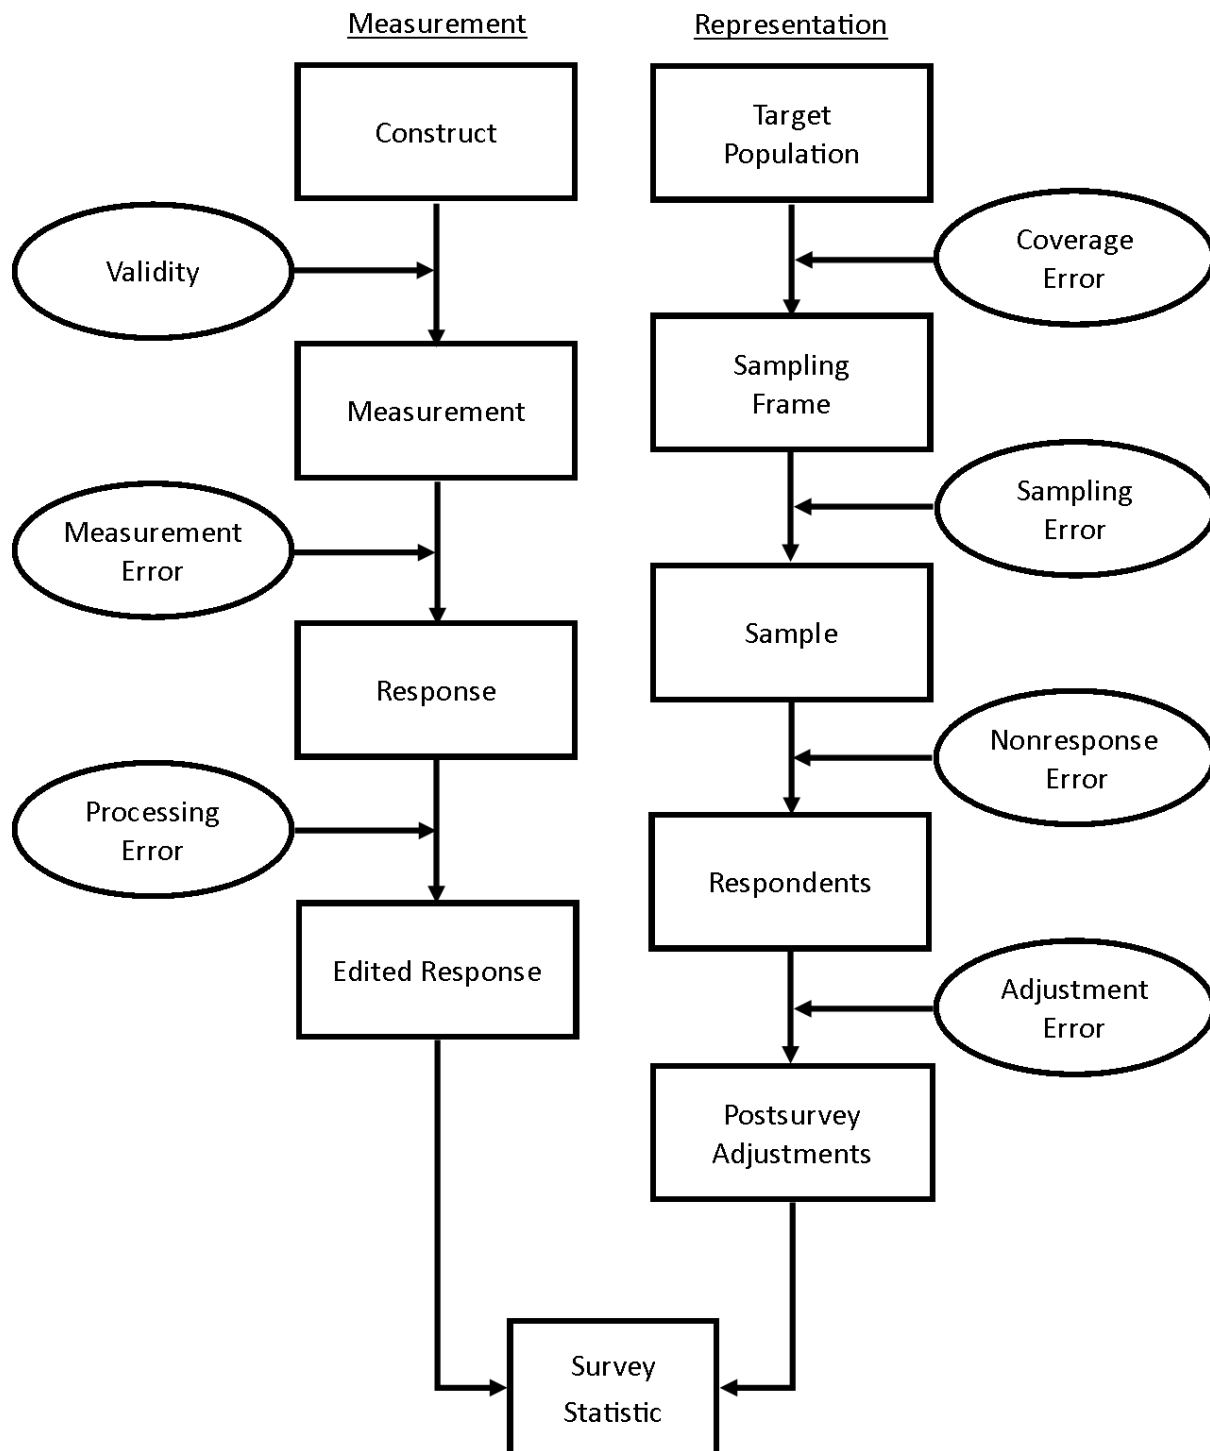 Measurement
Representation
Construct
Target
Population
Validity
Coverage
Error
Measurement
Sampling
Frame
Measurement
Error
Sampling
Error
Response
Sample
Processing
Error
Nonresponse
Error
Edited Response
Respondents
Adjustment
Error
Postsurvey
Adjustments
Survey
Statistic